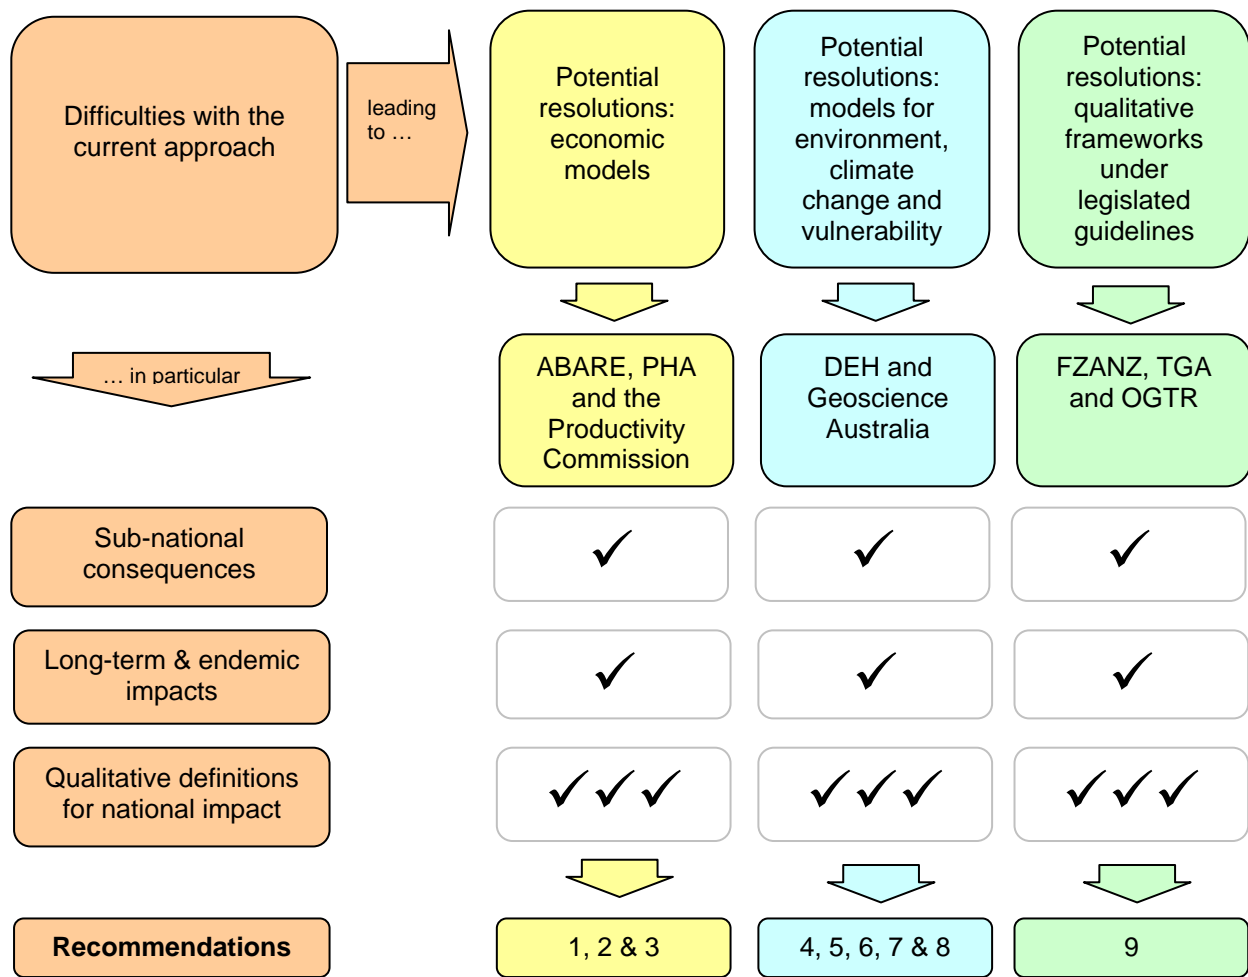 Difficulties with the
current approach
leading
to …
Potential
resolutions:
economic
models
Potential
resolutions:
models for
environment,
climate
change and
vulnerability
Potential
resolutions:
qualitative
frameworks
under
legislated
guidelines
… in particular
ABARE, PHA
and the
Productivity
Commission
DEH and
Geoscience
Australia
FZANZ, TGA
and OGTR
Sub-national
consequences
✓
✓
✓
Long-term & endemic
impacts
✓
✓
✓
Qualitative definitions
for national impact
✓✓✓
✓✓✓
✓✓✓
Recommendations
1, 2 & 3
4, 5, 6, 7 & 8
9